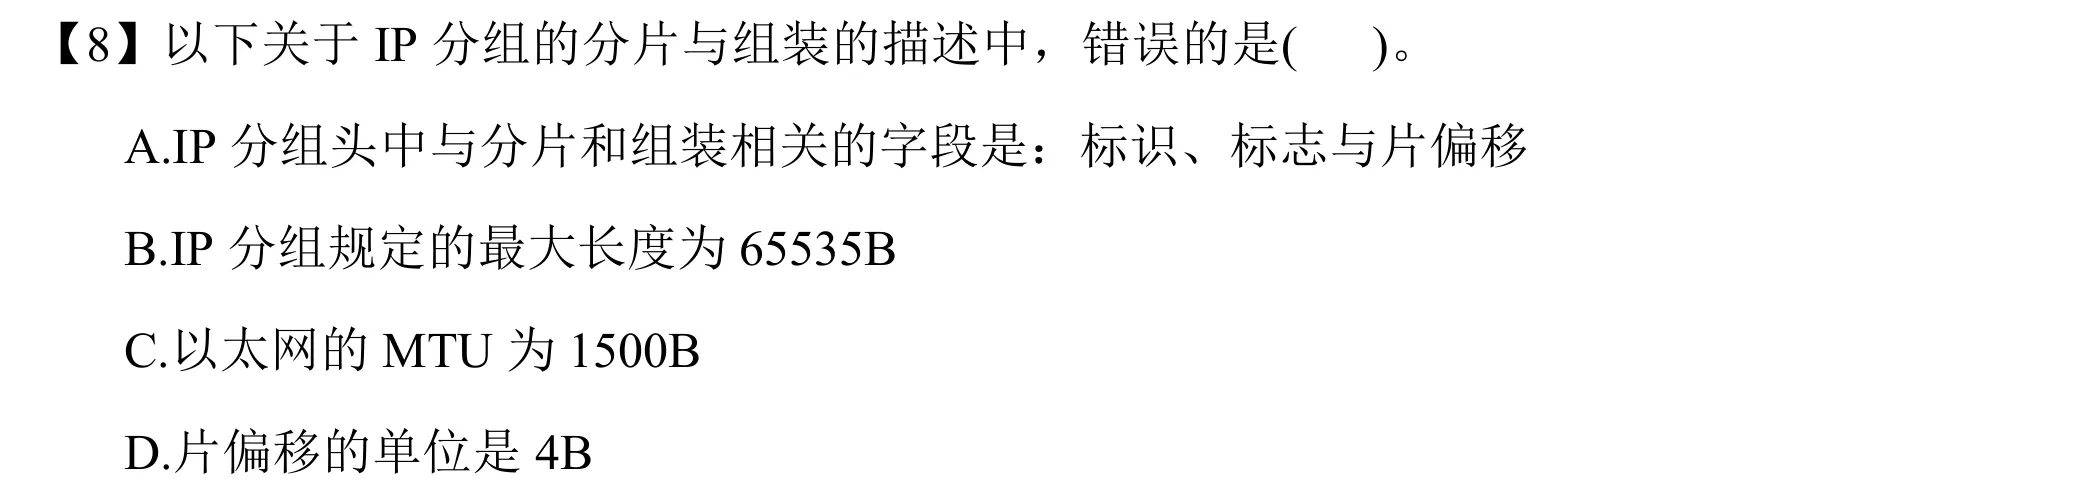 【8】以下关于 IP 分组的分片与组装的描述中，错误的是(    )。
A.IP 分组头中与分片和组装相关的字段是：标识、标志与片偏移
B.IP 分组规定的最大长度为 65535B
C.以太网的 MTU 为 1500B
D.片偏移的单位是 4B